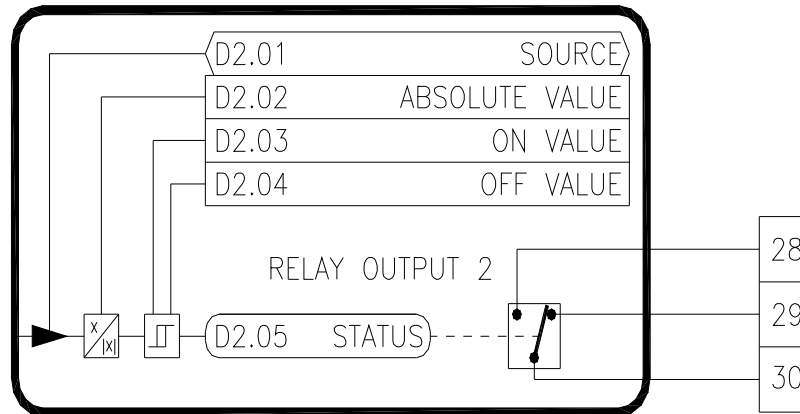 D2.01 SOURCE
D2.02 ABSOLUTE VALUE
D2.03 ON VALUE
D2.04 OFF VALUE
RELAY OUTPUT 2
28
x
|x|
D2.05 STATUS
29
30